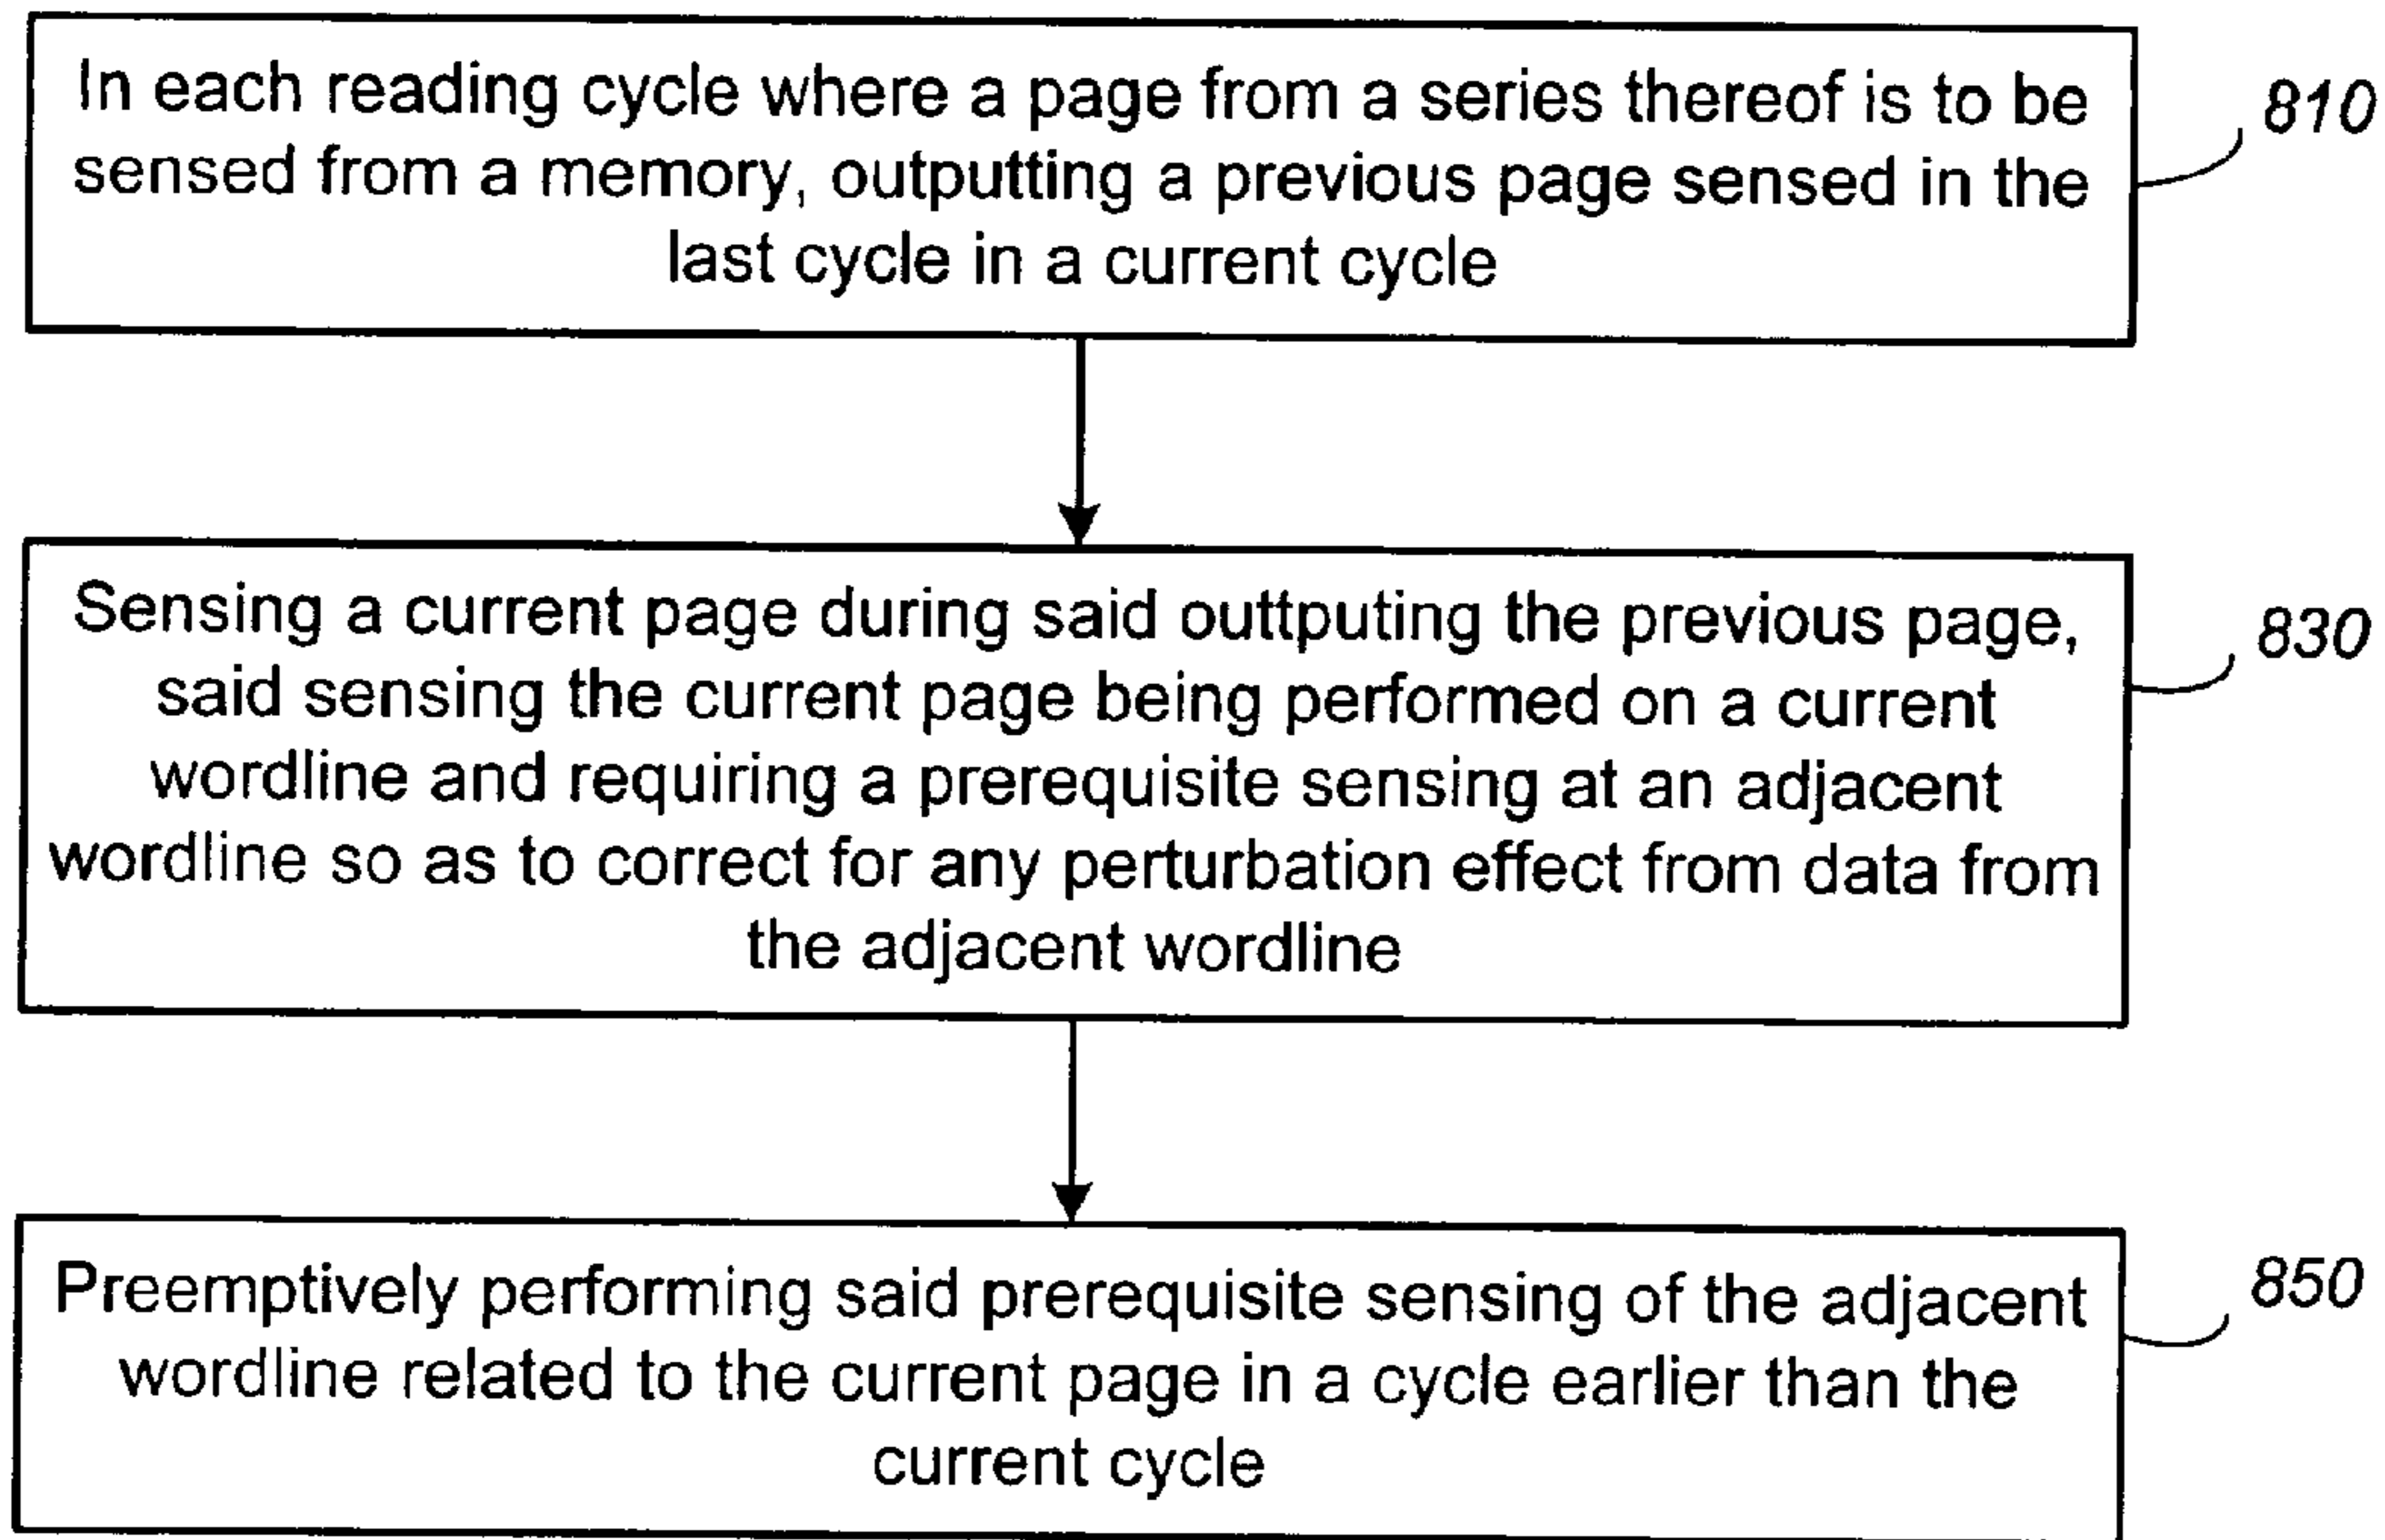 In each reading cycle where a page from a series thereof is to be
sensed from a memory, outputting a previous page sensed in the
last cycle in a current cycle
810
Sensing a current page during said outtputing the previous page,
said sensing the current page being performed on a current
wordline and requiring a prerequisite sensing at an adjacent
wordline so as to correct for any perturbation effect from data from
the adjacent wordline
830
Preemptively performing said prerequisite sensing of the adjacent
wordline related to the current page in a cycle earlier than the
current cycle
850